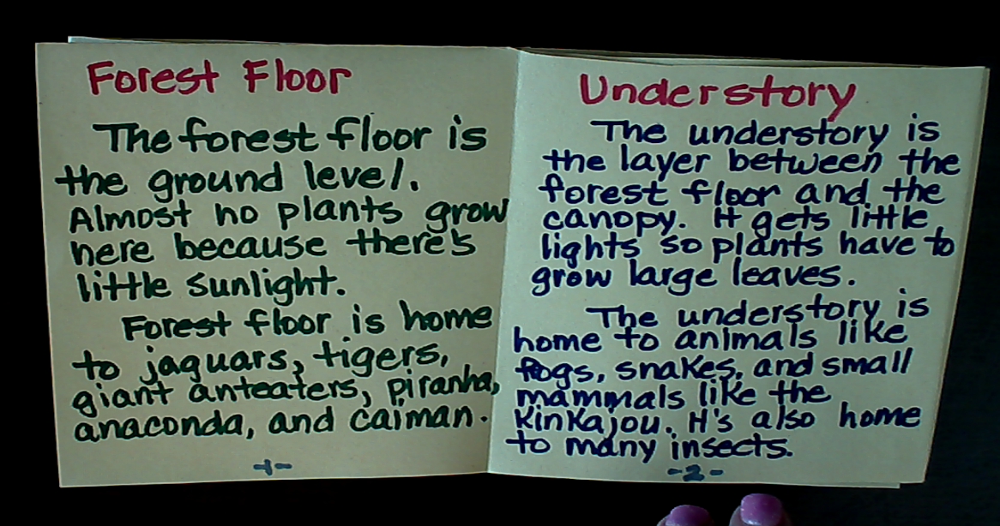 Forest Floor
The forest floor is
the ground level.
Almost no plants grow
here because there's
little sunlight.
Forest floor is home
to jaguars, tigers,
giant anteaters, piranha,
anaconda, and caiman.
-1-
Understory
The understory is
the layer between the
forest floor and the
canopy. It gets little
lights so plants have to
grow large leaves.
The understory is
home to animals like
frogs, snakes, and small
mammals like the
kinkajou. It's also home
to many insects.
-2-